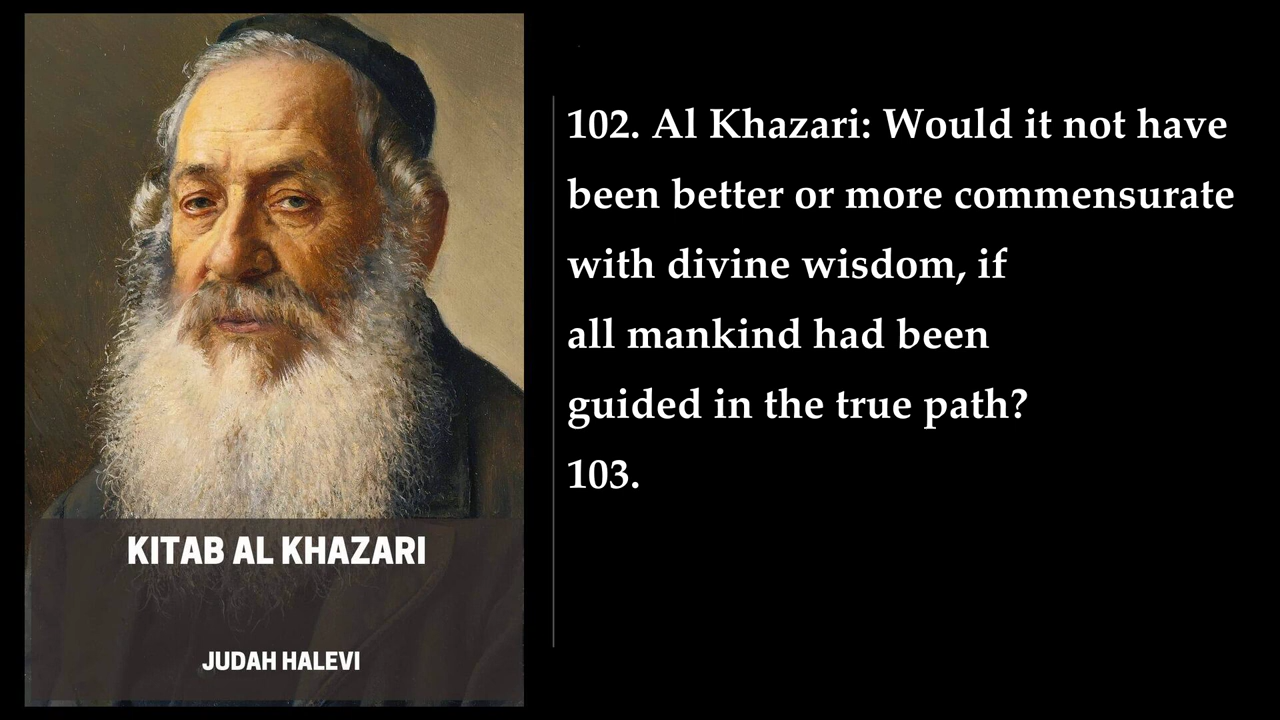 KITAB AL KHAZARI
JUDAH HALEVI
102. Al Khazari: Would it not have
been better or more commensurate
with divine wisdom, if
all mankind had been
guided in the true path?
103.